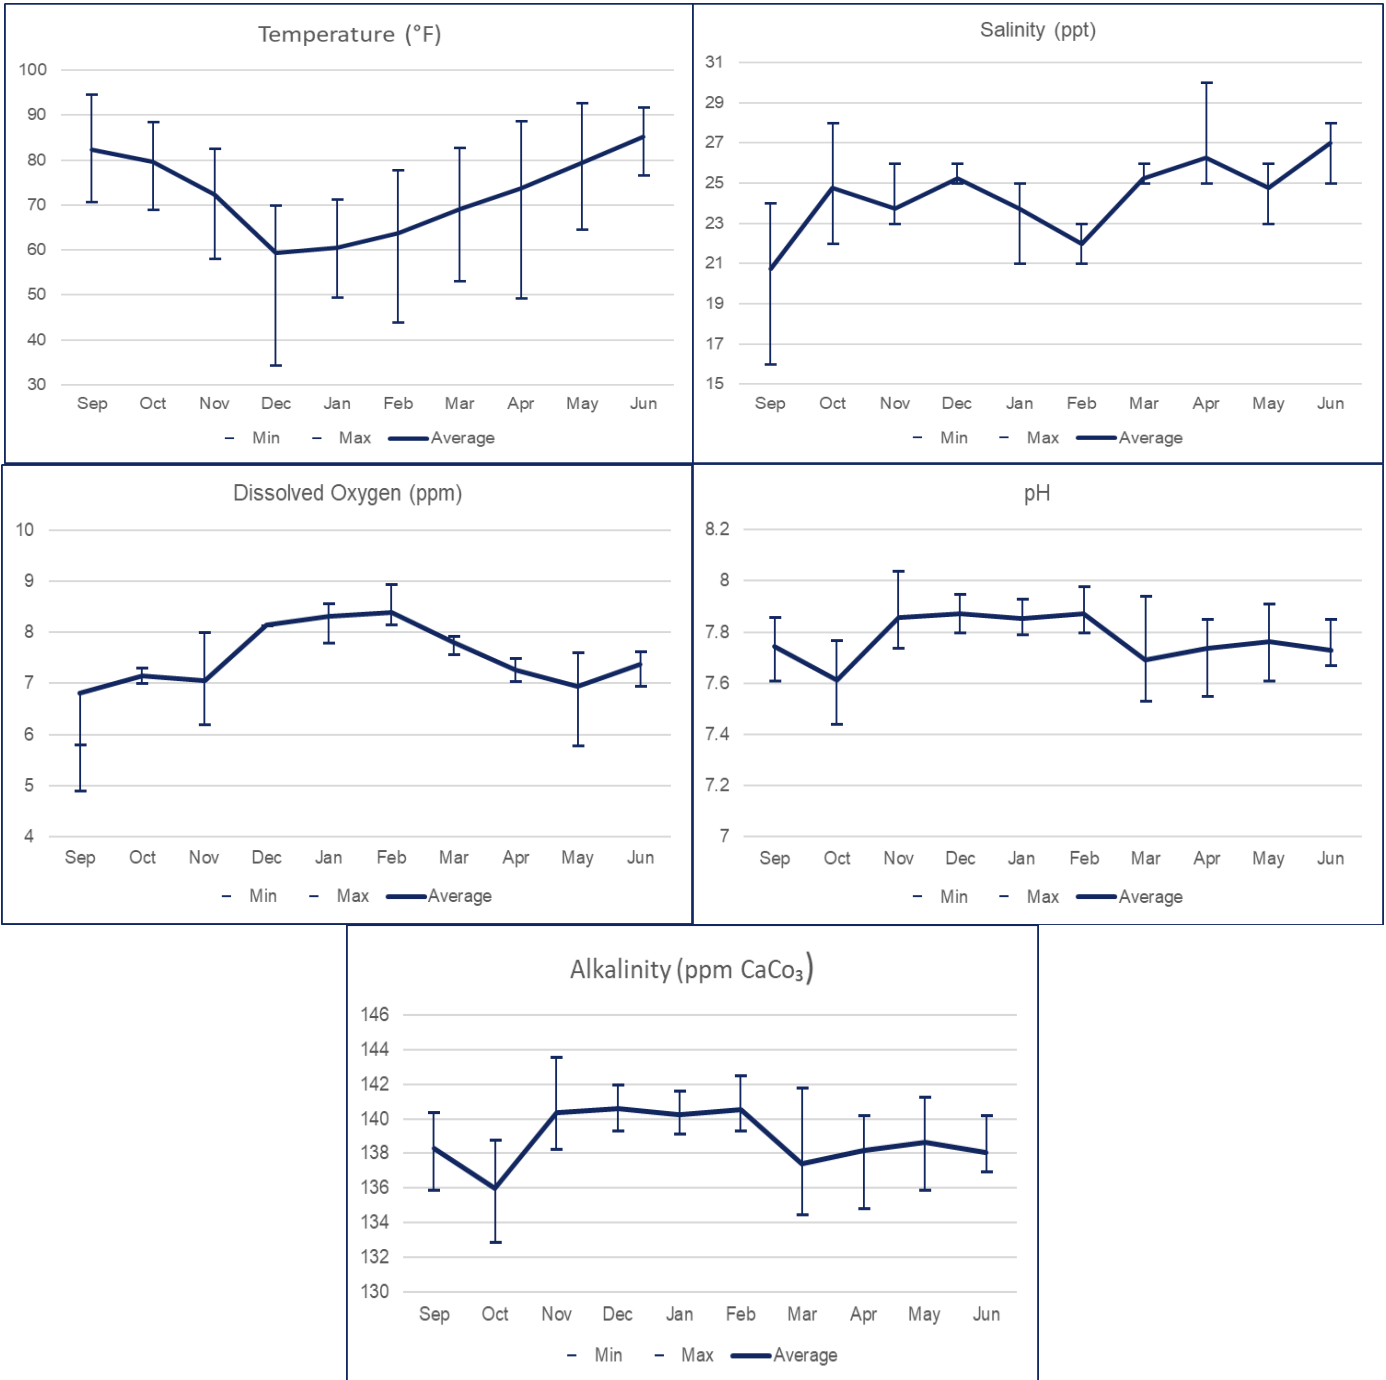 Temperature (°F)
100
90
80
70
60
50
40
30
Sep Oct Nov Dec Jan Feb Mar Apr May Jun
Min Max Average
Salinity (ppt)
31
29
27
25
23
21
19
17
15
Sep Oct Nov Dec Jan Feb Mar Apr May Jun
Min Max Average
Dissolved Oxygen (ppm)
10
9
8
7
6
5
4
Sep Oct Nov Dec Jan Feb Mar Apr May Jun
Min Max Average
pH
8.2
8
7.8
7.6
7.4
7.2
7
Sep Oct Nov Dec Jan Feb Mar Apr May Jun
Min Max Average
Alkalinity (ppm CaCo₃)
146
144
142
140
138
136
134
132
130
Sep Oct Nov Dec Jan Feb Mar Apr May Jun
Min Max Average